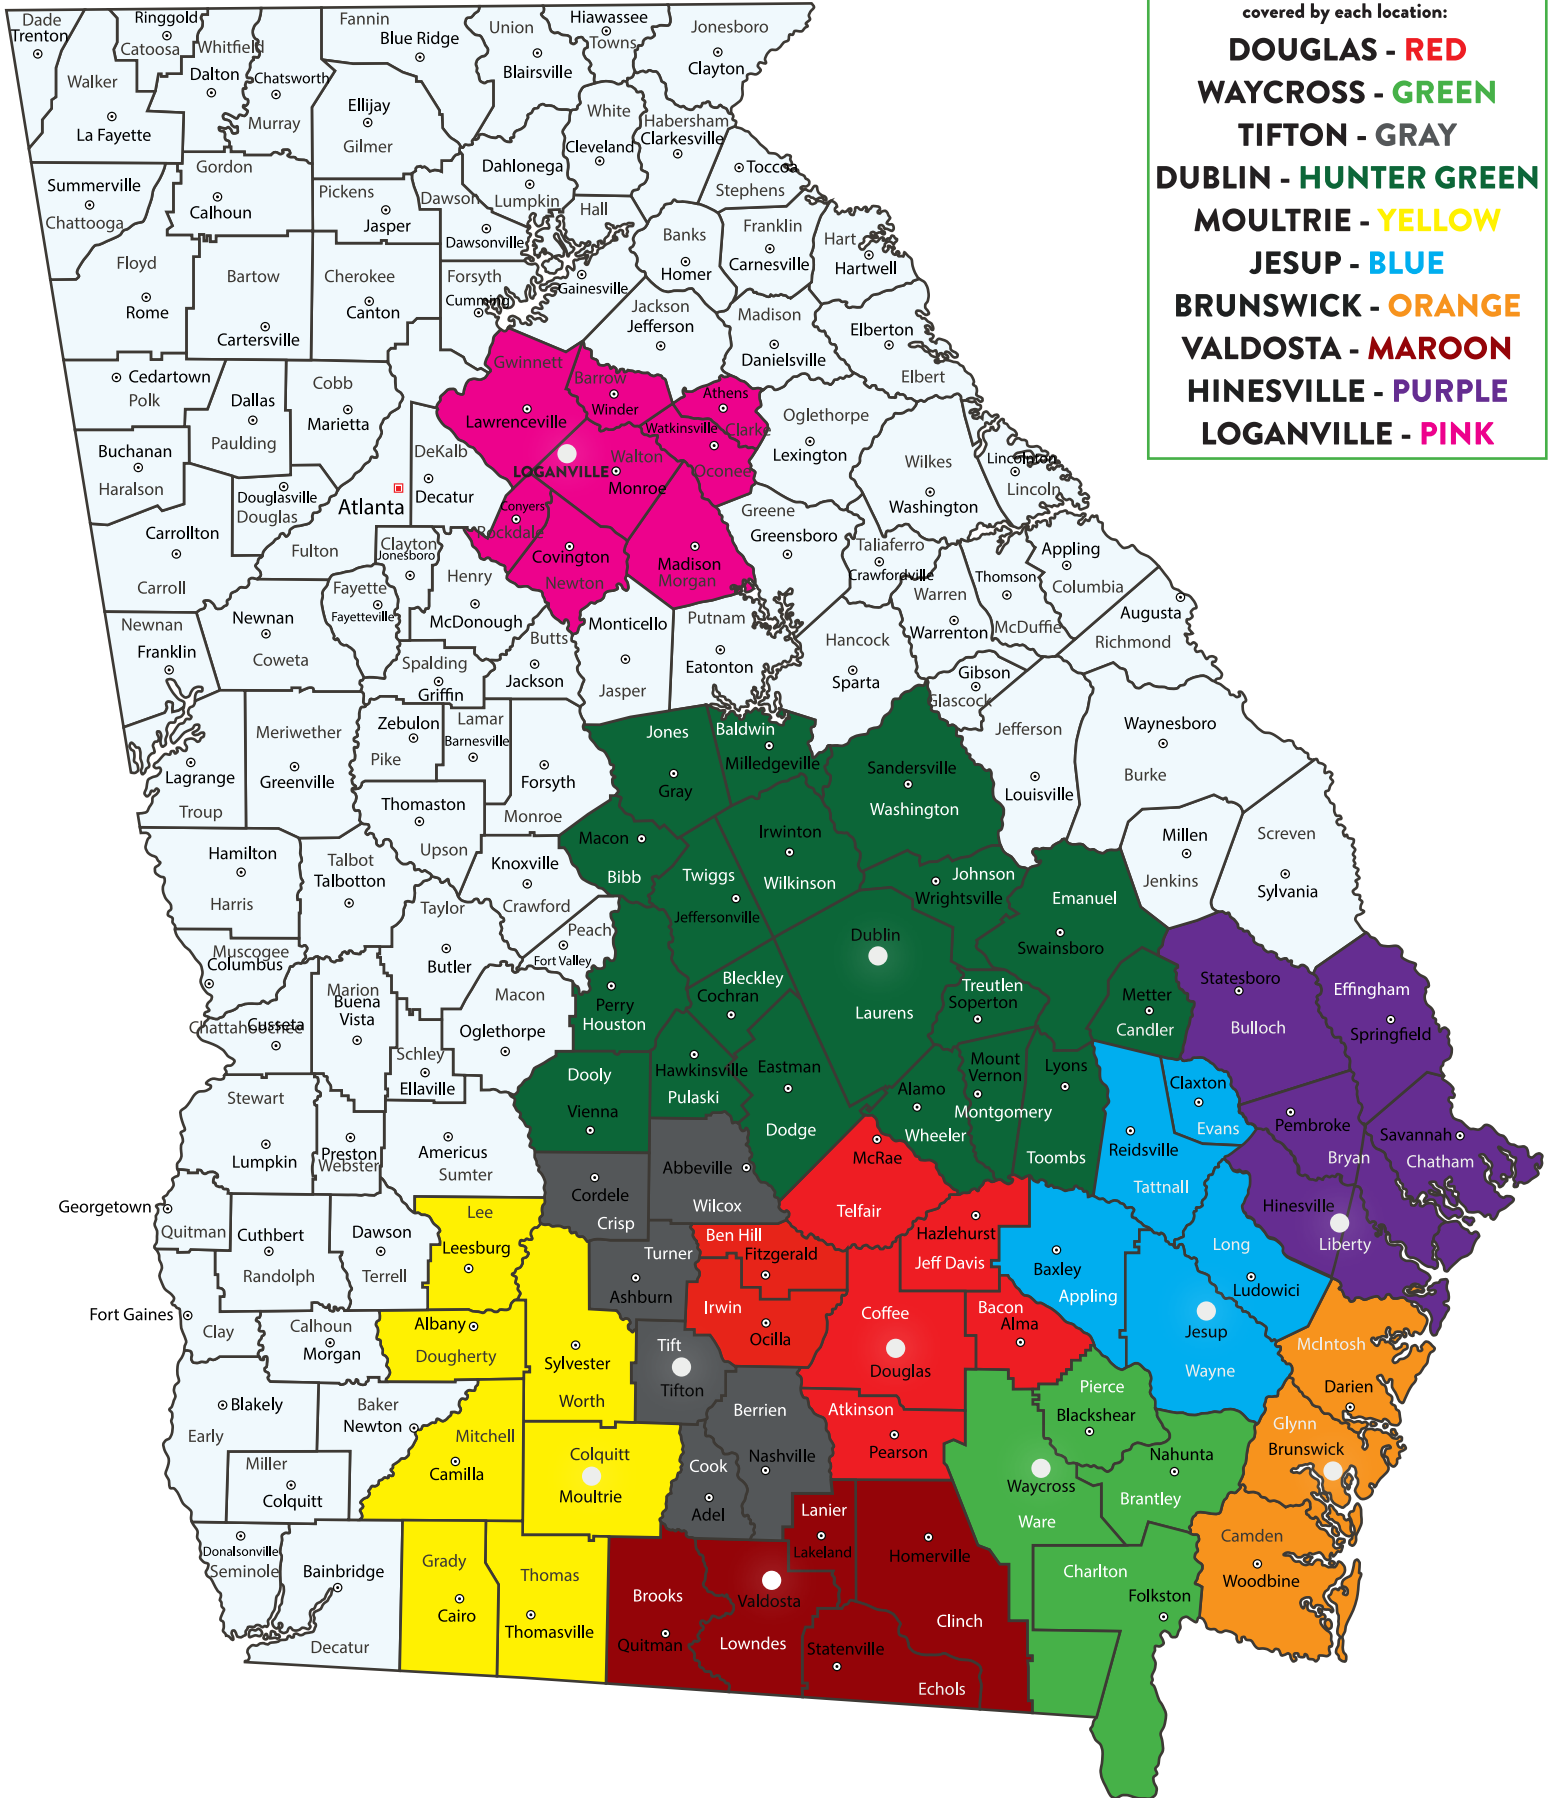 covered by each location:
DOUGLAS - RED
WAYCROSS - GREEN
TIFTON - GRAY
DUBLIN - HUNTER GREEN
MOULTRIE - YELLOW
JESUP - BLUE
BRUNSWICK - ORANGE
VALDOSTA - MAROON
HINESVILLE - PURPLE
LOGANVILLE - PINK
Dade
Trenton
Ringgold
Catoosa
Whitfield
Dalton
Chatsworth
Murray
Walker
La Fayette
Fannin
Blue Ridge
Union
Blairsville
Hiawassee
Towns
Jonesboro
Clayton
Ellijay
Gilmer
White
Cleveland
Habersham
Clarkesville
Dahlonega
Lumpkin
Toccoa
Stephens
Summerville
Chattooga
Gordon
Calhoun
Pickens
Jasper
Dawson
Dawsonville
Hall
Gainesville
Banks
Homer
Franklin
Carnesville
Hart
Hartwell
Floyd
Rome
Bartow
Cartersville
Cherokee
Canton
Forsyth
Cumming
Jackson
Jefferson
Madison
Danielsville
Elberton
Elbert
Cedartown
Polk
Dallas
Paulding
Cobb
Marietta
Gwinnett
Lawrenceville
Barrow
Winder
Athens
Clarke
Watkinsville
Oconee
Oglethorpe
Lexington
Wilkes
Washington
Lincolnton
Lincoln
Buchanan
Haralson
Douglasville
Douglas
Atlanta
DeKalb
Decatur
LOGANVILLE
Walton
Monroe
Conyers
Rockdale
Covington
Newton
Madison
Morgan
Greene
Greensboro
Taliaferro
Crawfordville
Warren
Warrenton
Thomson
McDuffie
Appling
Columbia
Augusta
Richmond
Carrollton
Carroll
Fulton
Clayton
Jonesboro
Fayette
Fayetteville
Henry
McDonough
Newnan
Franklin
Newnan
Coweta
Spalding
Griffin
Butts
Jackson
Monticello
Jasper
Putnam
Eatonton
Hancock
Sparta
Gibson
Glascock
Jefferson
Louisville
Waynesboro
Burke
Lagrange
Troup
Meriwether
Greenville
Zebulon
Pike
Lamar
Barnesville
Forsyth
Monroe
Jones
Gray
Baldwin
Milledgeville
Sandersville
Washington
Thomaston
Upson
Hamilton
Harris
Talbot
Talbotton
Knoxville
Crawford
Macon
Bibb
Twiggs
Jeffersonville
Irwinton
Wilkinson
Johnson
Wrightsville
Emanuel
Swainsboro
Millen
Jenkins
Screven
Sylvania
Muscogee
Columbus
Taylor
Butler
Peach
Fort Valley
Perry
Houston
Bleckley
Cochran
Dublin
Laurens
Treutlen
Soperton
Metter
Candler
Statesboro
Bulloch
Effingham
Springfield
Chattahoochee
Cusseta
Marion
Buena
Vista
Macon
Oglethorpe
Schley
Ellaville
Dooly
Vienna
Hawkinsville
Pulaski
Eastman
Dodge
Alamo
Wheeler
Mount
Vernon
Montgomery
Lyons
Toombs
Reidsville
Tattnall
Claxton
Evans
Pembroke
Bryan
Savannah
Chatham
Stewart
Lumpkin
Preston
Webster
Americus
Sumter
Cordele
Crisp
Abbeville
Wilcox
McRae
Telfair
Hazlehurst
Jeff Davis
Baxley
Appling
Long
Ludowici
Hinesville
Liberty
Georgetown
Quitman
Cuthbert
Randolph
Dawson
Terrell
Lee
Leesburg
Turner
Ashburn
Ben Hill
Fitzgerald
Irwin
Ocilla
Coffee
Douglas
Bacon
Alma
Jesup
Wayne
McIntosh
Darien
Fort Gaines
Clay
Calhoun
Morgan
Albany
Dougherty
Sylvester
Worth
Tift
Tifton
Berrien
Nashville
Atkinson
Pearson
Pierce
Blackshear
Glynn
Brunswick
Blakely
Early
Baker
Newton
Mitchell
Camilla
Colquitt
Moultrie
Cook
Adel
Waycross
Ware
Nahunta
Brantley
Miller
Colquitt
Lanier
Lakeland
Homerville
Clinch
Charlton
Folkston
Camden
Woodbine
Donalsonville
Seminole
Bainbridge
Decatur
Grady
Cairo
Thomas
Thomasville
Brooks
Quitman
Valdosta
Lowndes
Statenville
Echols